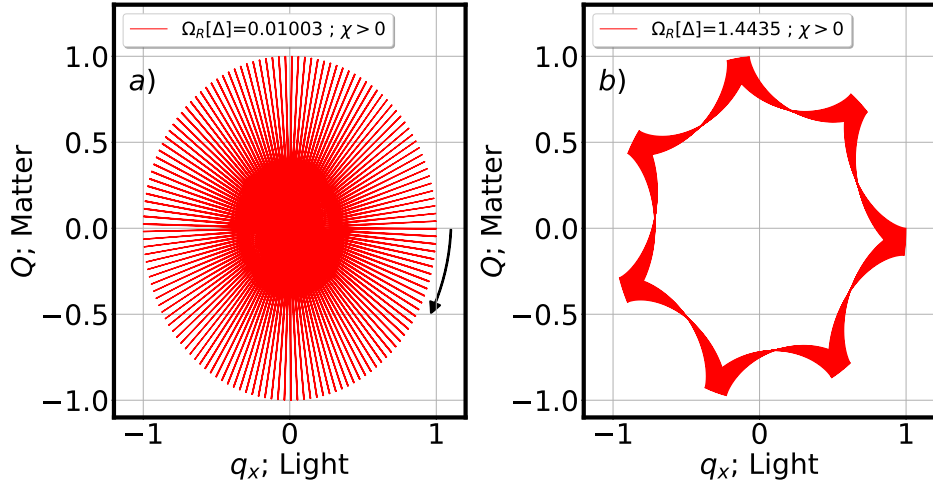 Ω_R[Δ]=0.01003 ; χ > 0
a)
1.0
0.5
0.0
−0.5
−1.0
Q; Matter
−1
0
1
q_x; Light
Ω_R[Δ]=1.4435 ; χ > 0
b)
1.0
0.5
0.0
−0.5
−1.0
Q; Matter
−1
0
1
q_x; Light